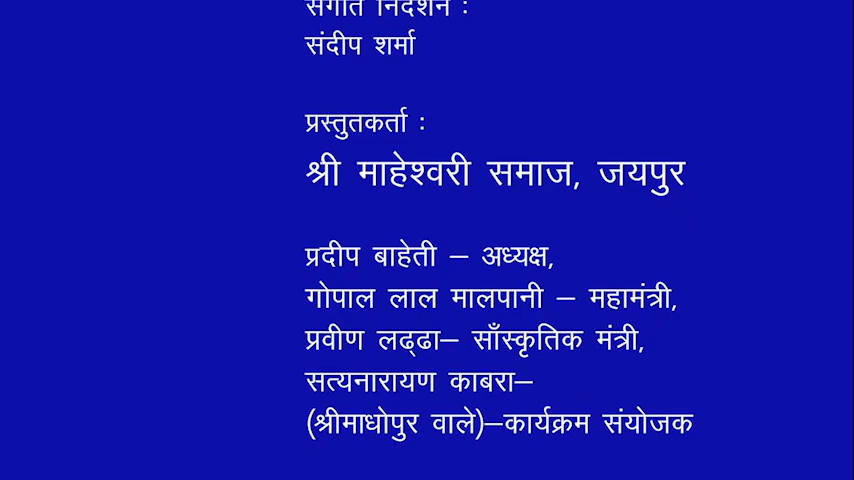 संगीत निर्देशन :
संदीप शर्मा
प्रस्तुतकर्ता :
श्री माहेश्वरी समाज, जयपुर
प्रदीप बाहेती – अध्यक्ष,
गोपाल लाल मालपानी – महामंत्री,
प्रवीण लढ्ढा– साँस्कृतिक मंत्री,
सत्यनारायण काबरा–
(श्रीमाधोपुर वाले)–कार्यक्रम संयोजक